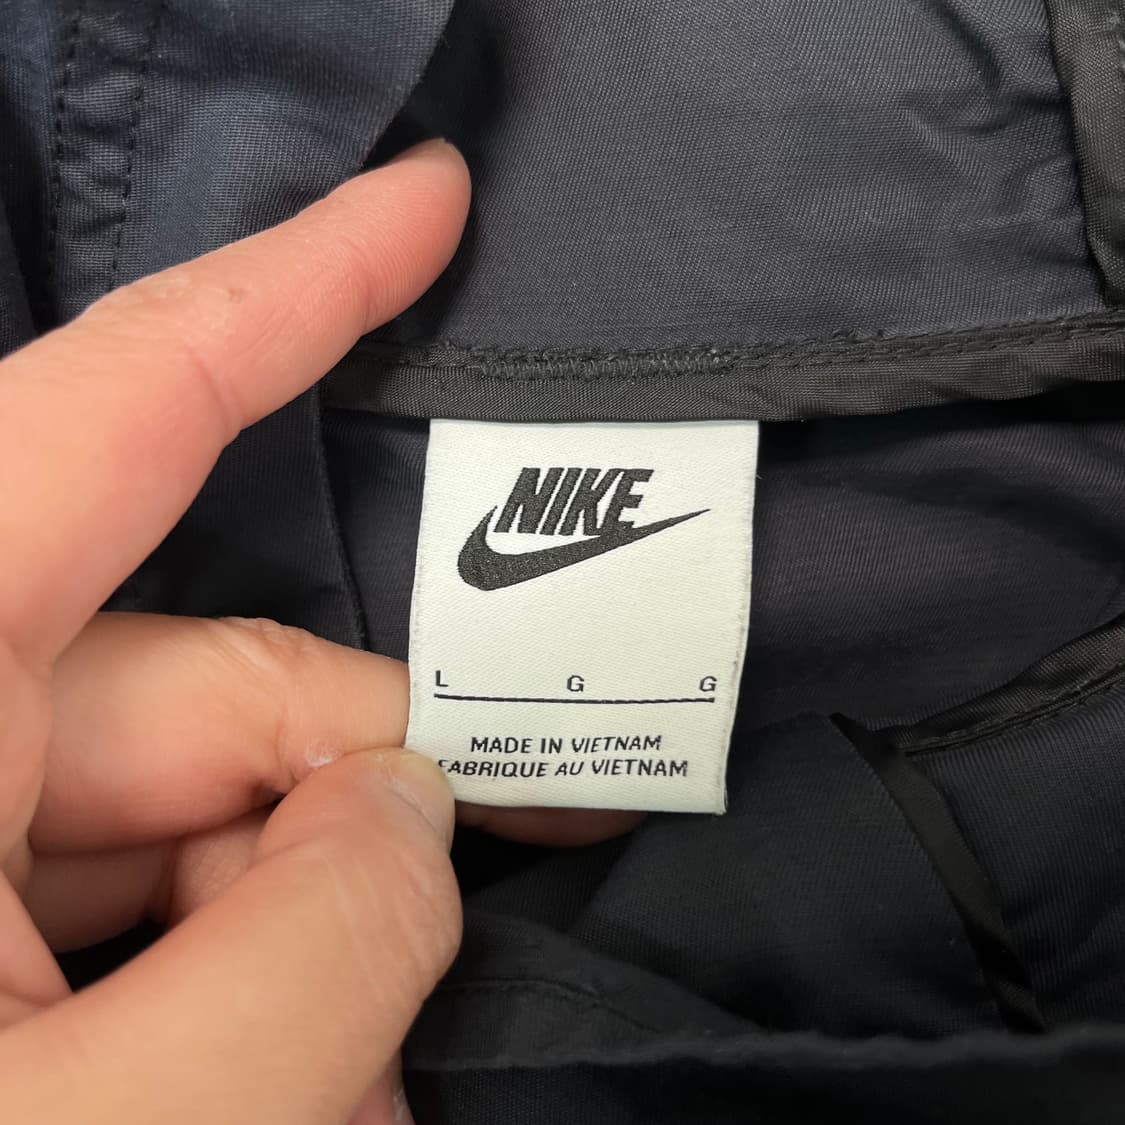 NIKE
L G G
MADE IN VIETNAM
FABRIQUE AU VIETNAM